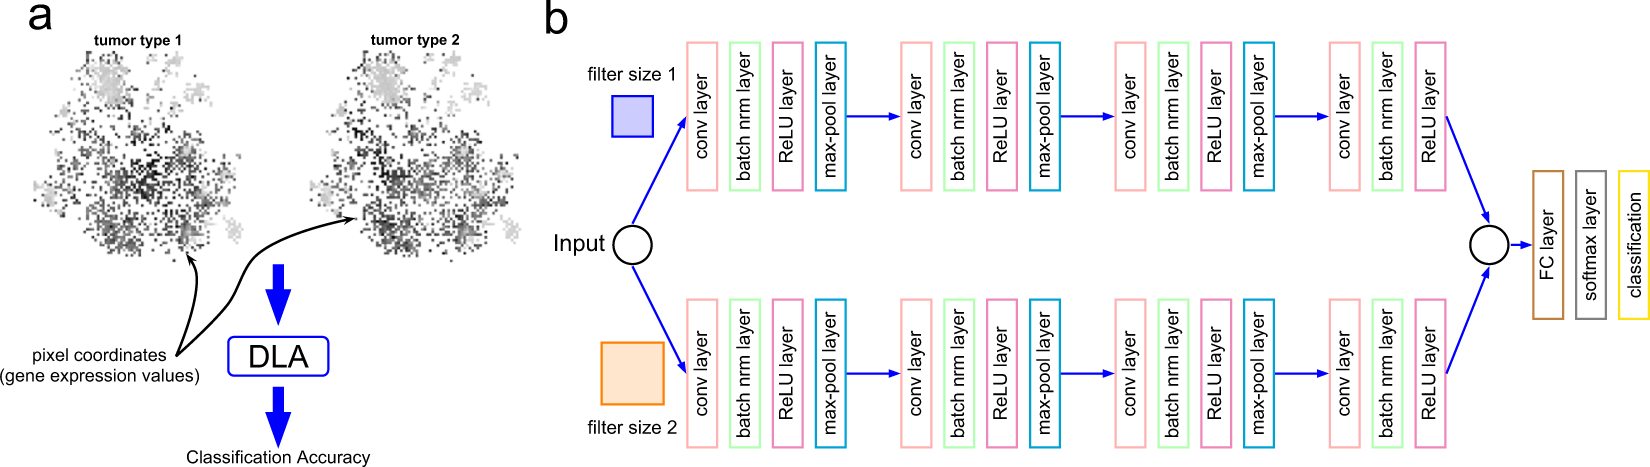 a
tumor type 1
tumor type 2
pixel coordinates
(gene expression values)
DLA
Classification Accuracy
b
filter size 1
conv layer
batch nrm layer
ReLU layer
max-pool layer
conv layer
batch nrm layer
ReLU layer
max-pool layer
conv layer
batch nrm layer
ReLU layer
max-pool layer
conv layer
batch nrm layer
ReLU layer
Input
FC layer
softmax layer
classification
filter size 2
conv layer
batch nrm layer
ReLU layer
max-pool layer
conv layer
batch nrm layer
ReLU layer
max-pool layer
conv layer
batch nrm layer
ReLU layer
max-pool layer
conv layer
batch nrm layer
ReLU layer